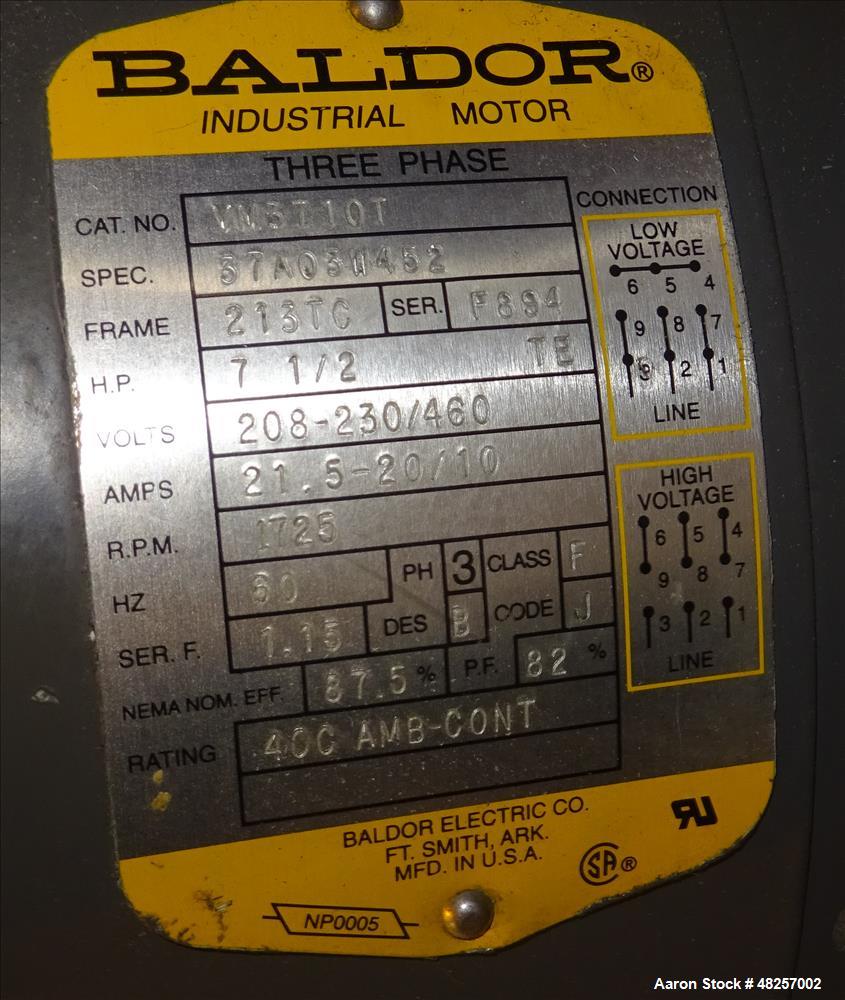 BALDOR®
INDUSTRIAL MOTOR
THREE PHASE
CAT. NO. VM3710T
SPEC. 37A03W452
FRAME 213TC SER. F894
H.P. 7 1/2 TE
VOLTS 208-230/460
AMPS 21.5-20/10
R.P.M. 1725
HZ 60 PH 3 CLASS F
SER. F. 1.15 DES B CODE J
NEMA NOM. EFF. 87.5 % P.F. 82 %
RATING 40C AMB-CONT
CONNECTION
LOW
VOLTAGE
6 5 4
9 8 7
3 2 1
LINE
HIGH
VOLTAGE
6 5 4
9 8 7
3 2 1
LINE
BALDOR ELECTRIC CO.
FT. SMITH, ARK.
MFD. IN U.S.A.
SA®
RU
NP0005
Aaron Stock # 48257002